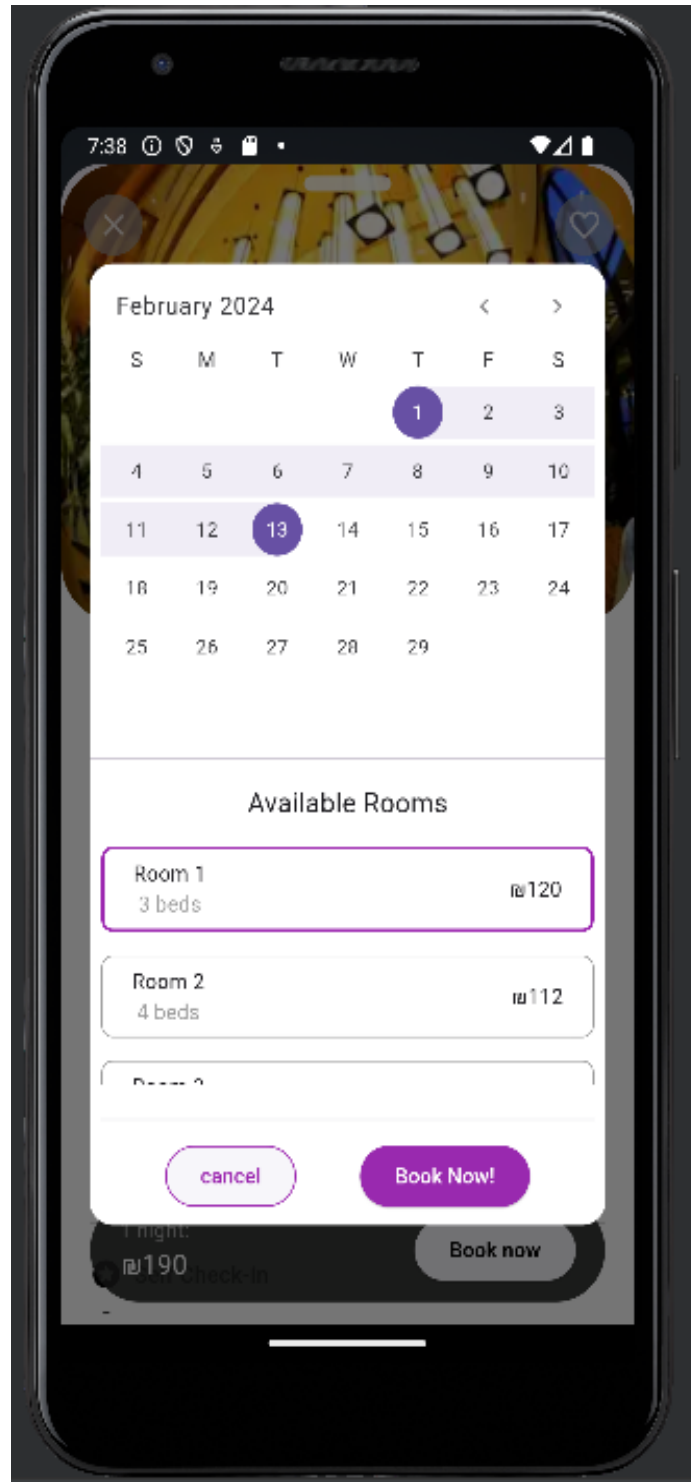 7:38
February 2024
S M T W T F S
1 2 3
4 5 6 7 8 9 10
11 12 13 14 15 16 17
18 19 20 21 22 23 24
25 26 27 28 29
Available Rooms
Room 1
3 beds
₪120
Room 2
4 beds
₪112
Room
cancel
Book Now!
1 night:
₪190
Book now
Check-in